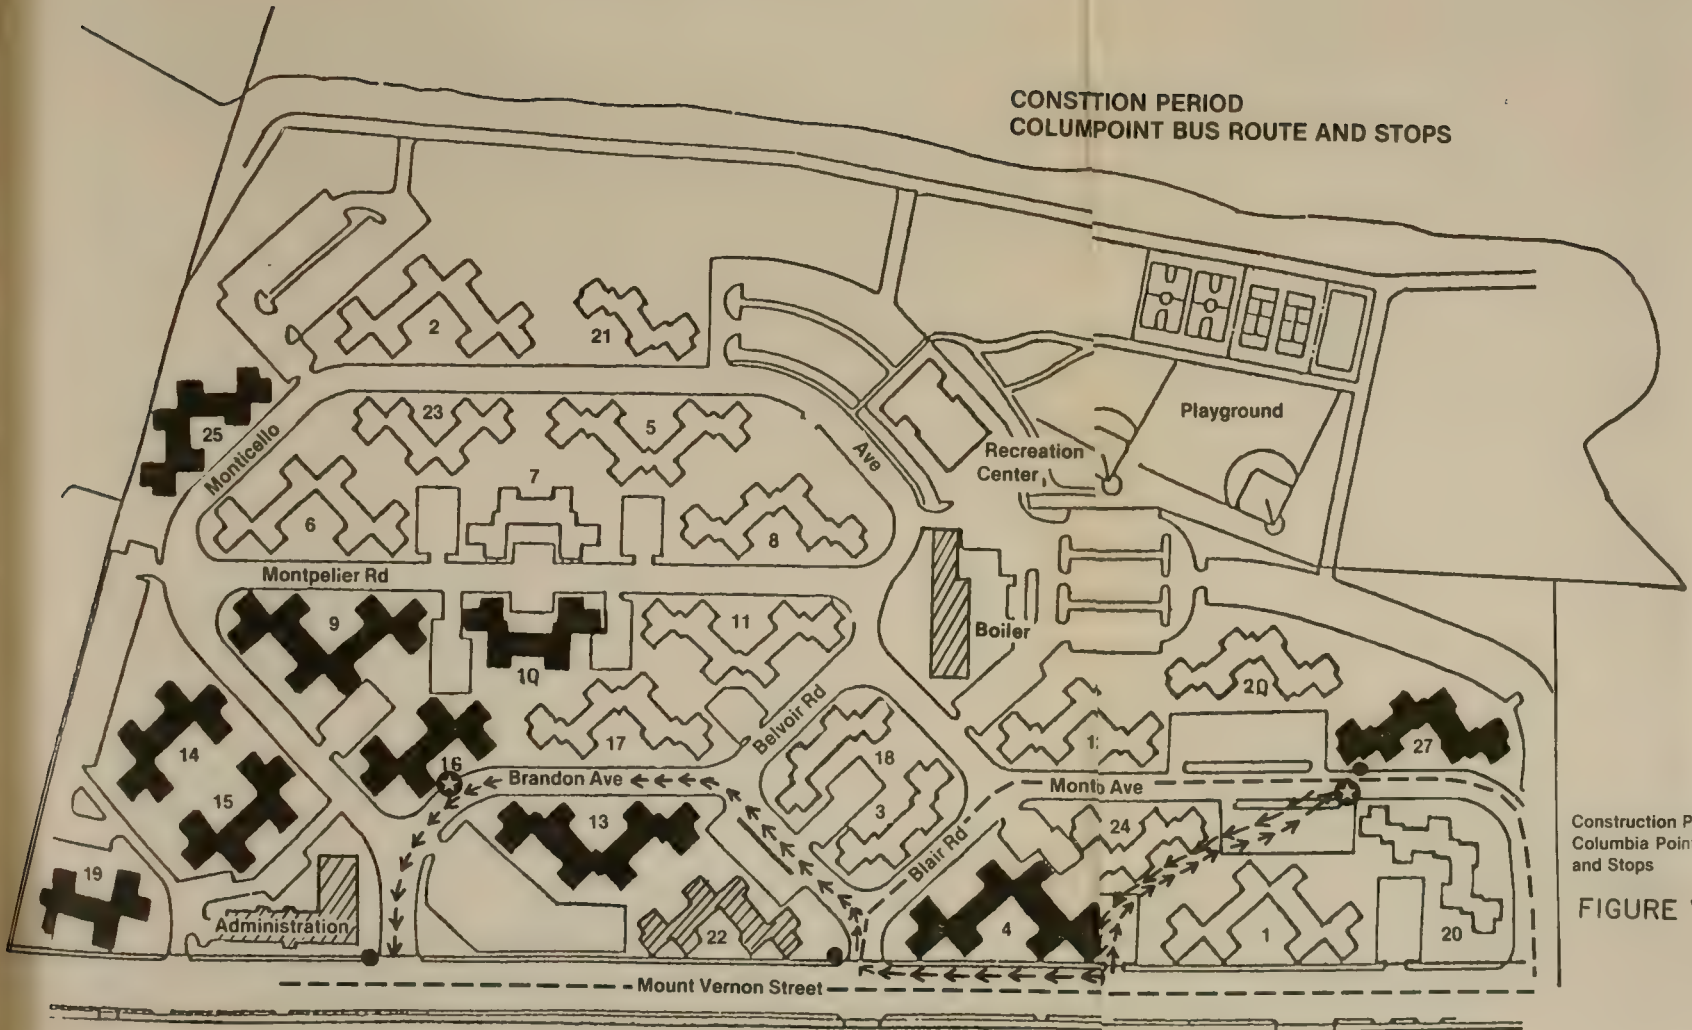 CONSTTION PERIOD
COLUMPOINT BUS ROUTE AND STOPS
2
21
23
5
25
Monticello
Ave
Playground
Recreation
Center
7
6
8
Montpelier Rd
9
10
11
Boiler
20
14
16
17
Belvoir Rd
18
12
27
15
Brandon Ave
Monto Ave
13
3
24
Blair Rd
Construction P
Columbia Poin
and Stops
19
Administration
22
4
1
20
FIGURE
Mount Vernon Street